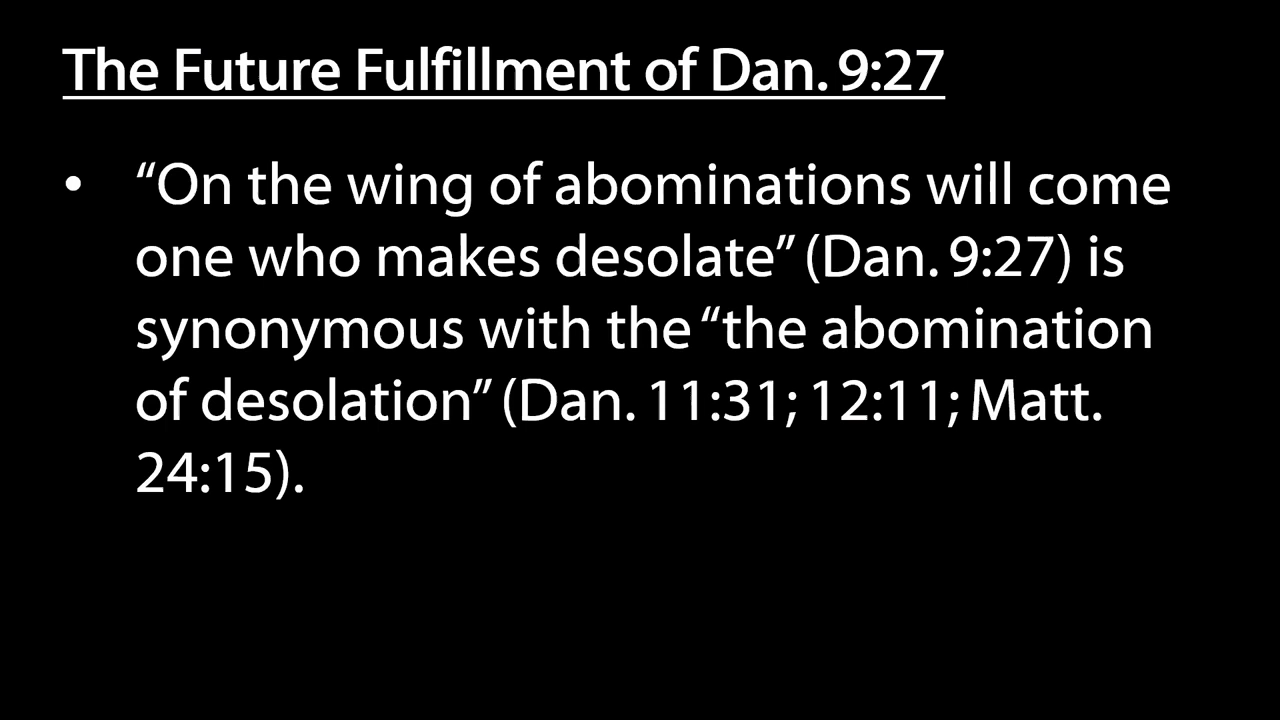 The Future Fulfillment of Dan. 9:27
• “On the wing of abominations will come
one who makes desolate” (Dan. 9:27) is
synonymous with the “the abomination
of desolation” (Dan. 11:31; 12:11; Matt.
24:15).